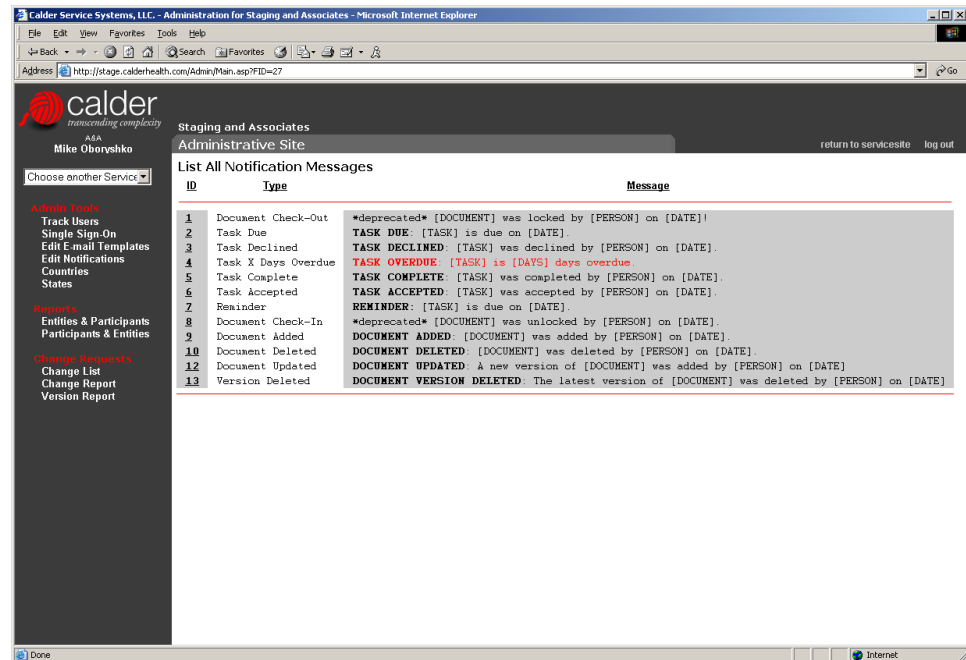 Calder Service Systems, LLC. - Administration for Staging and Associates - Microsoft Internet Explorer
File Edit View Favorites Tools Help
Back Search Favorites
Address http://stage.calderhealth.com/Admin/Main.asp?FID=27 Go
calder
transcending complexity
A&A
Mike Oboryshko
Staging and Associates
Administrative Site return to servicesite log out
Choose another Service
Admin Tools
Track Users
Single Sign-On
Edit E-mail Templates
Edit Notifications
Countries
States
Reports
Entities & Participants
Participants & Entities
Change Requests
Change List
Change Report
Version Report
List All Notification Messages
ID Type Message
1 Document Check-Out *deprecated* [DOCUMENT] was locked by [PERSON] on [DATE]!
2 Task Due TASK DUE: [TASK] is due on [DATE].
3 Task Declined TASK DECLINED: [TASK] was declined by [PERSON] on [DATE].
4 Task X Days Overdue TASK OVERDUE: [TASK] is [DAYS] days overdue.
5 Task Complete TASK COMPLETE: [TASK] was completed by [PERSON] on [DATE].
6 Task Accepted TASK ACCEPTED: [TASK] was accepted by [PERSON] on [DATE].
7 Reminder REMINDER: [TASK] is due on [DATE].
8 Document Check-In *deprecated* [DOCUMENT] was unlocked by [PERSON] on [DATE].
9 Document Added DOCUMENT ADDED: [DOCUMENT] was added by [PERSON] on [DATE].
10 Document Deleted DOCUMENT DELETED: [DOCUMENT] was deleted by [PERSON] on [DATE].
12 Document Updated DOCUMENT UPDATED: A new version of [DOCUMENT] was added by [PERSON] on [DATE]
13 Version Deleted DOCUMENT VERSION DELETED: The latest version of [DOCUMENT] was deleted by [PERSON] on [DATE]
Done Internet